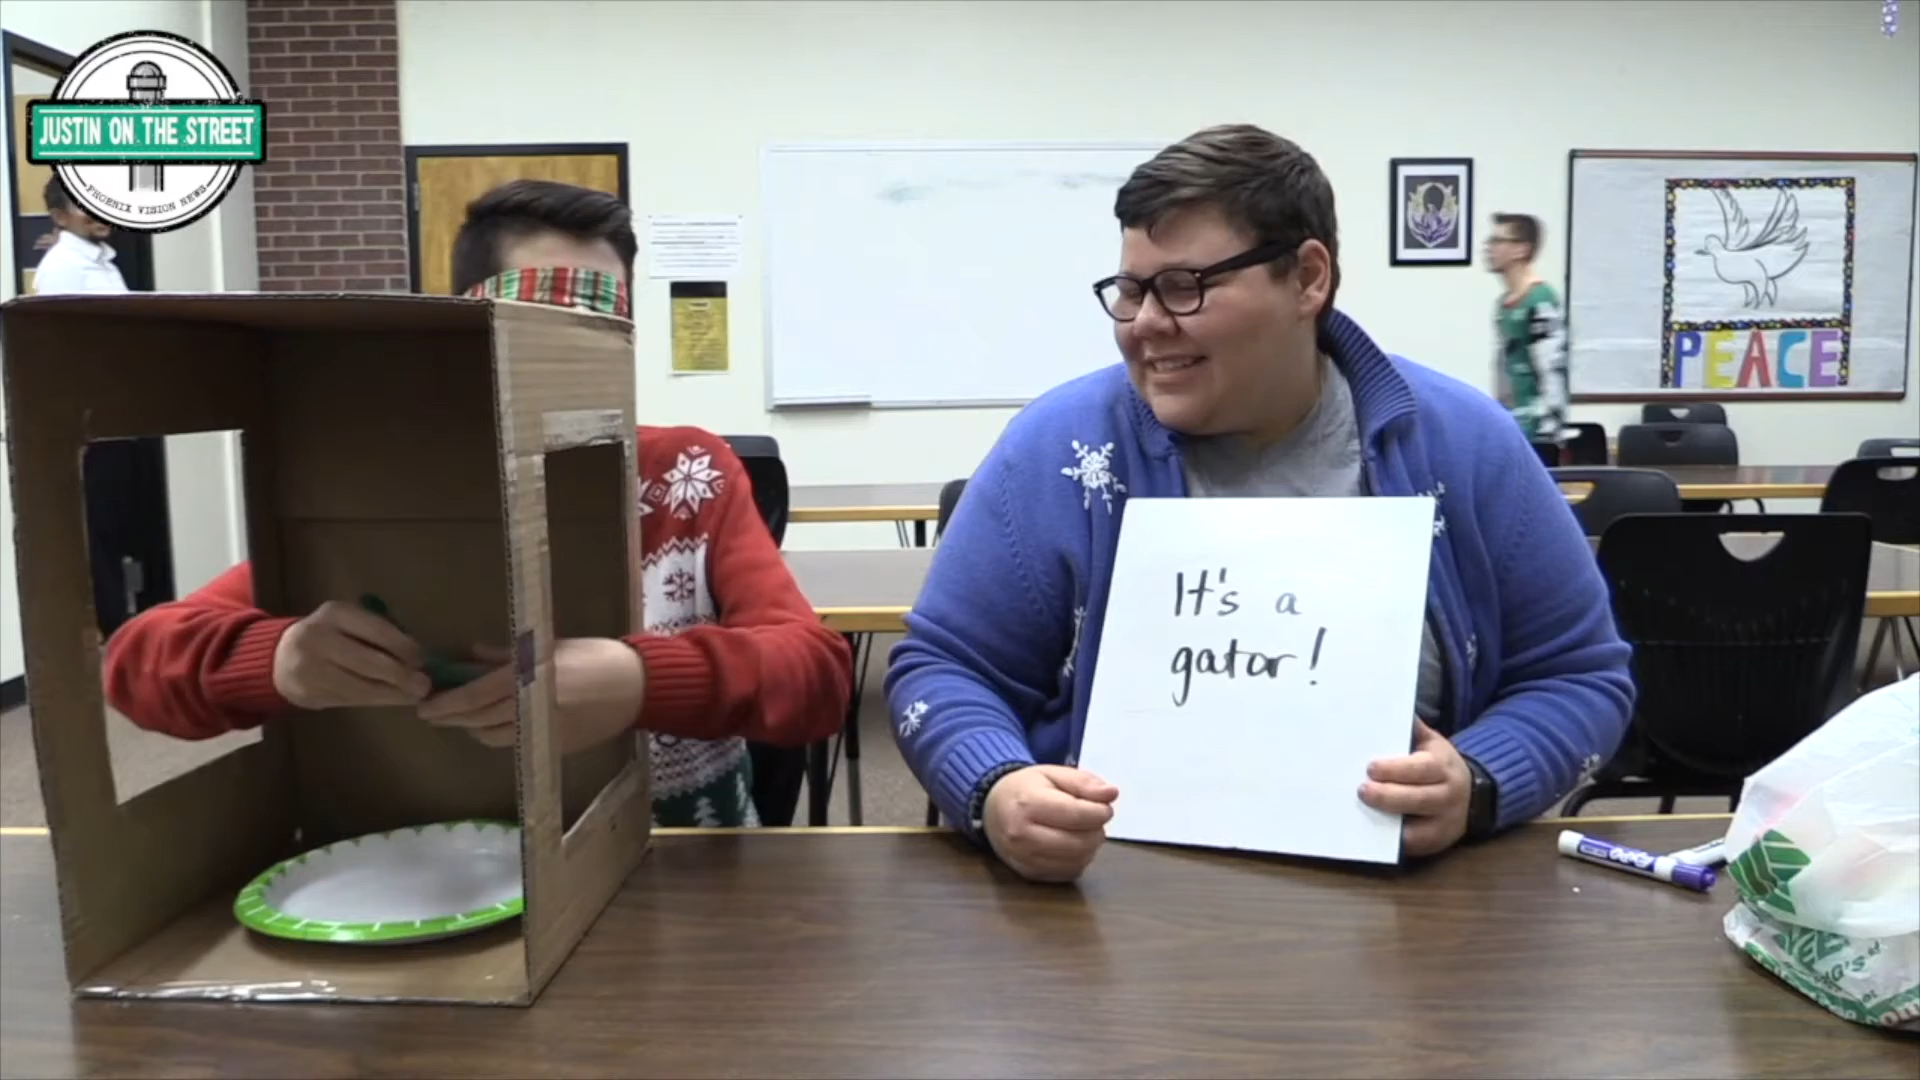 JUSTIN ON THE STREET
PHOENIX VISION NEWS
It's a
gator!
PEACE